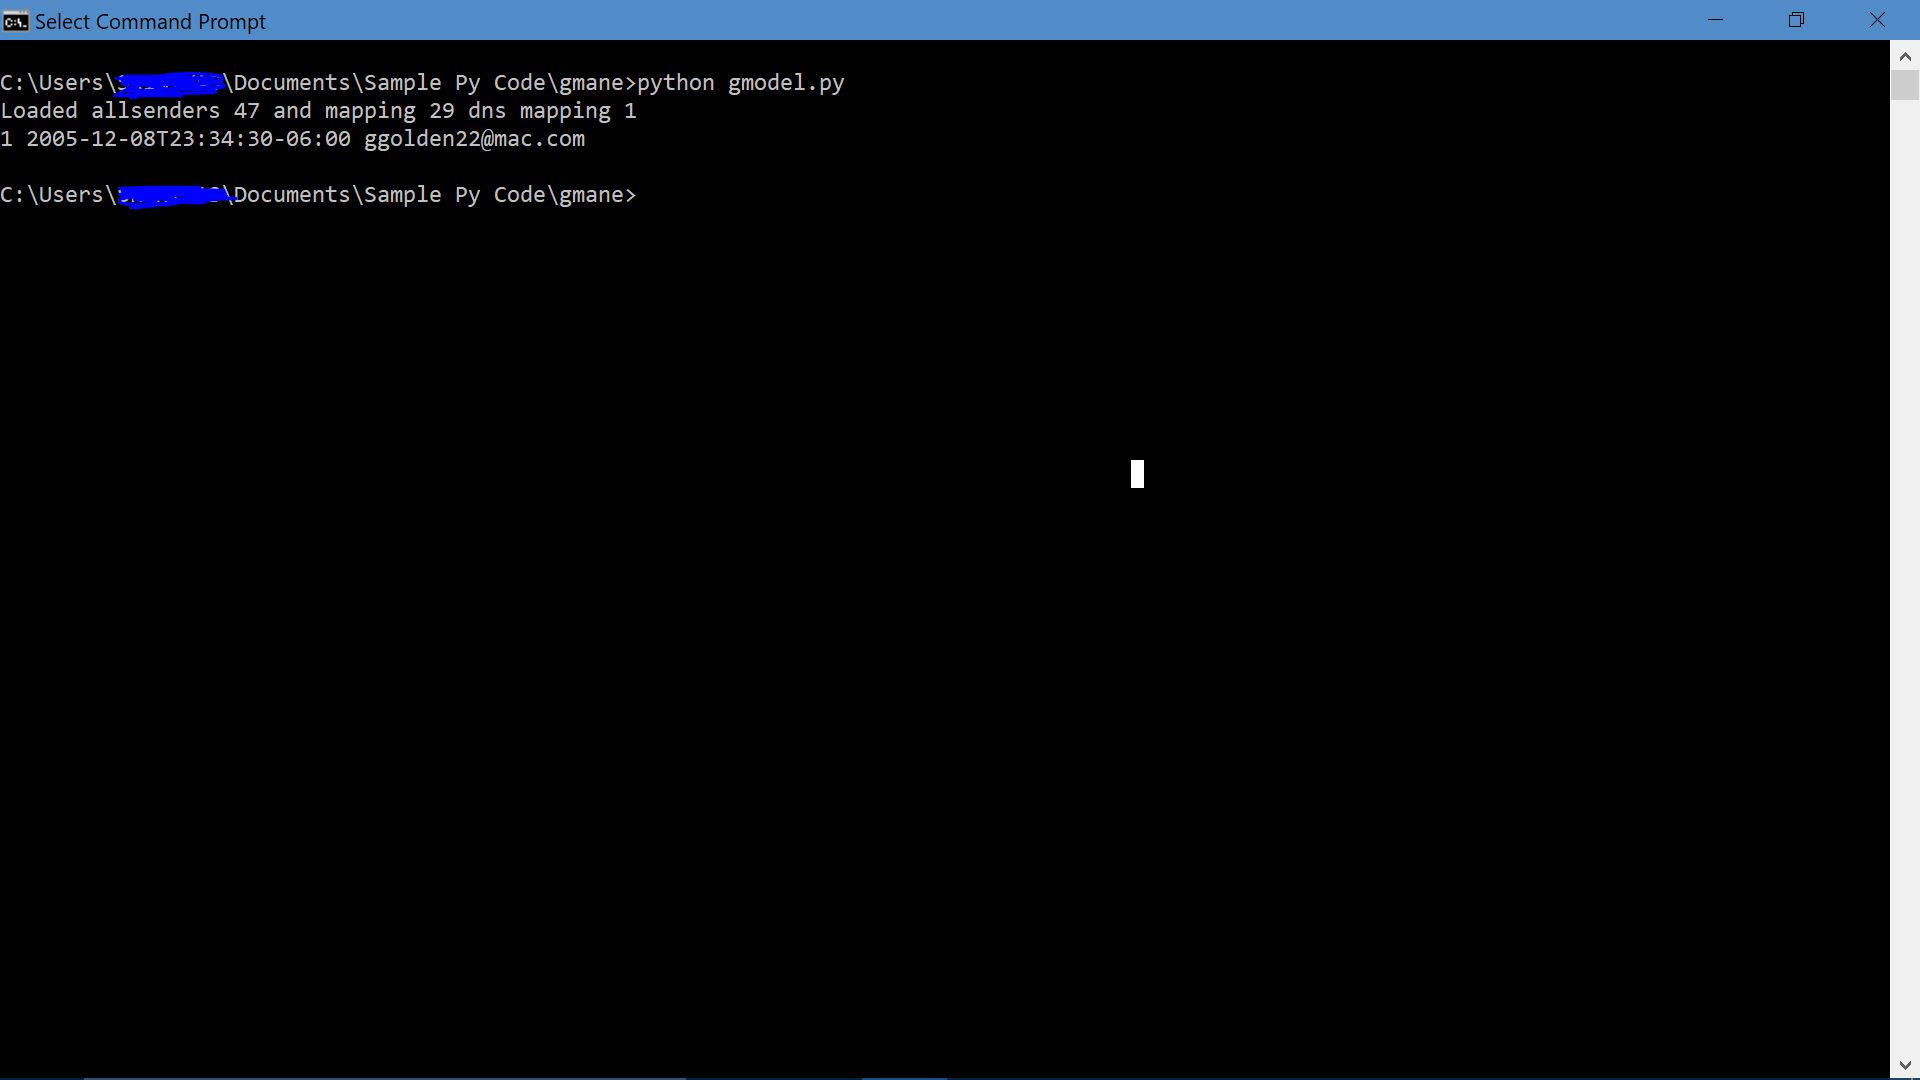 Select Command Prompt
C:\Users\ \Documents\Sample Py Code\gmane>python gmodel.py
Loaded allsenders 47 and mapping 29 dns mapping 1
1 2005-12-08T23:34:30-06:00 ggolden22@mac.com
C:\Users\ \Documents\Sample Py Code\gmane>